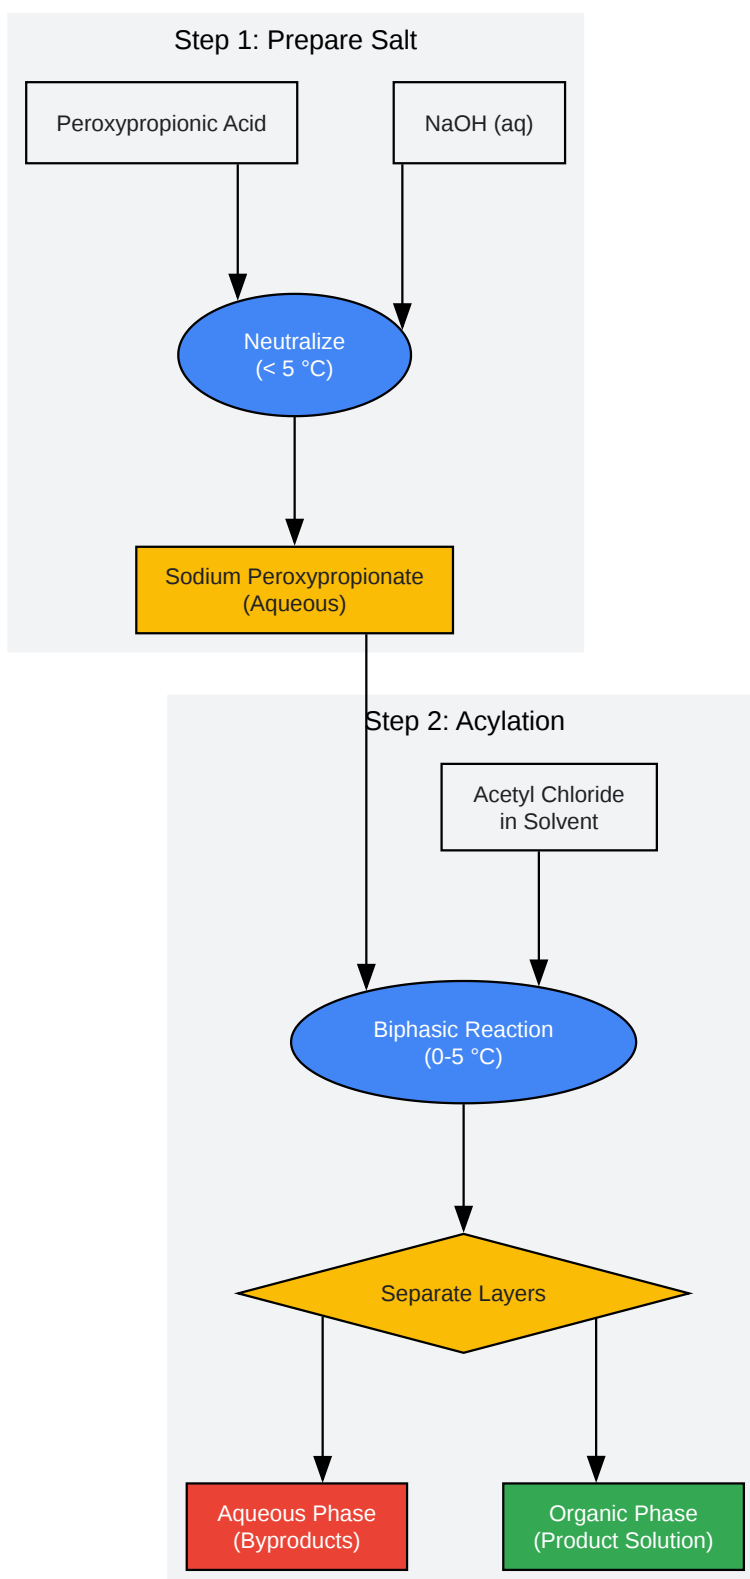 Step 1: Prepare Salt
Peroxypropionic Acid
NaOH (aq)
Neutralize
(< 5 °C)
Sodium Peroxypropionate
(Aqueous)
Step 2: Acylation
Acetyl Chloride
in Solvent
Biphasic Reaction
(0-5 °C)
Separate Layers
Aqueous Phase
(Byproducts)
Organic Phase
(Product Solution)